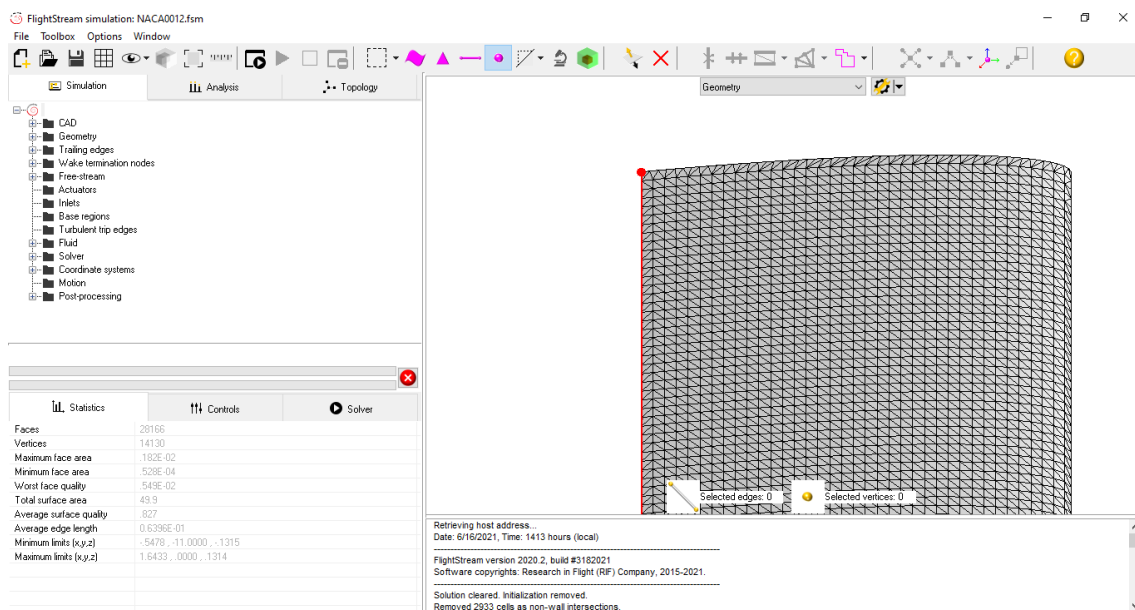 FlightStream simulation: NACA0012.fsm
File Toolbox Options Window
Simulation Analysis Topology
Geometry
CAD
Geometry
Trailing edges
Wake termination nodes
Free-stream
Actuators
Inlets
Base regions
Turbulent trip edges
Fluid
Solver
Coordinate systems
Motion
Post-processing
Statistics Controls Solver
Faces 28166
Vertices 14130
Maximum face area .182E-02
Minimum face area .528E-04
Worst face quality .549E-02
Total surface area 49.9
Average surface quality .827
Average edge length 0.6396E-01
Minimum limits (x,y,z) -.5478 , -11.0000 , -.1315
Maximum limits (x,y,z) 1.6433 , .0000 , .1314
Selected edges: 0 Selected vertices: 0
Retrieving host address...
Date: 6/16/2021, Time: 1413 hours (local)
FlightStream version 2020.2, build #3182021
Software copyrights: Research in Flight (RIF) Company, 2015-2021.
Solution cleared. Initialization removed.
Removed 2933 cells as non-wall intersections.